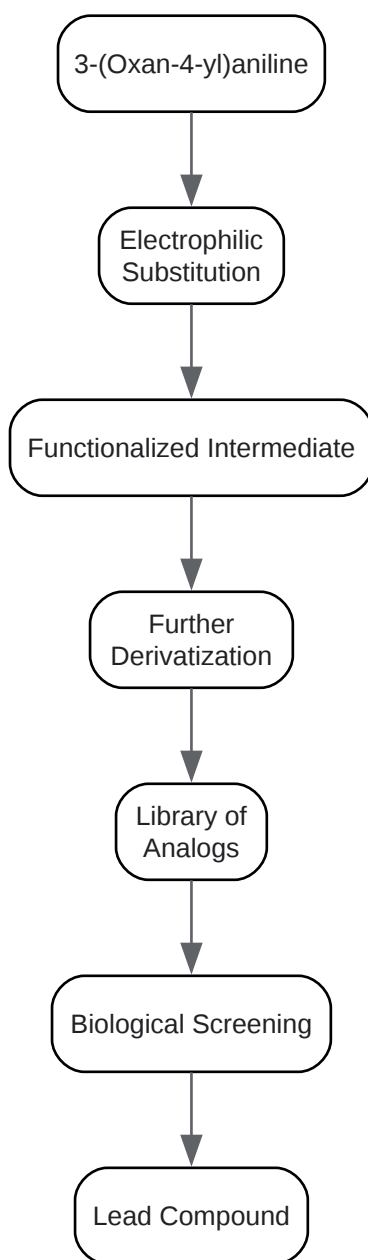 3-(Oxan-4-yl)aniline
Electrophilic
Substitution
Functionalized Intermediate
Further
Derivatization
Library of
Analogs
Biological Screening
Lead Compound